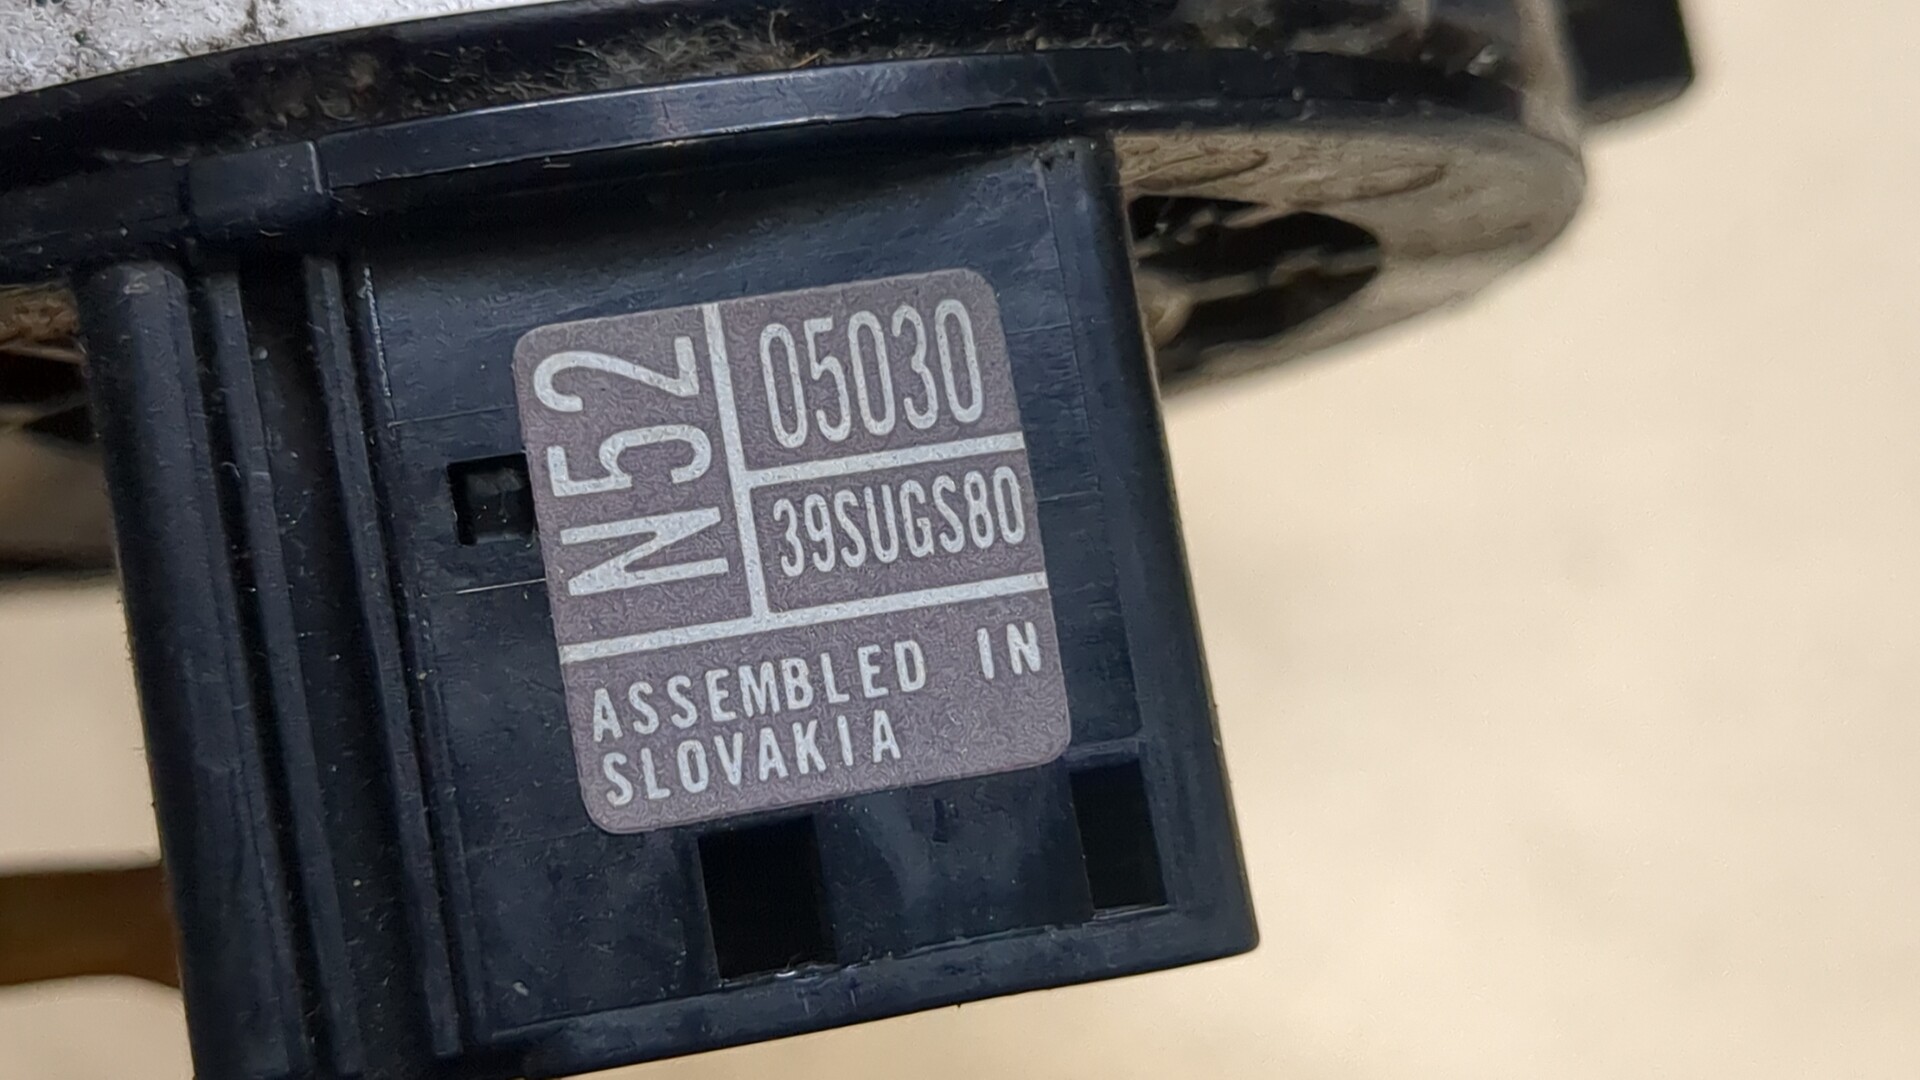 N52
05030
39SUGS80
ASSEMBLED IN
SLOVAKIA